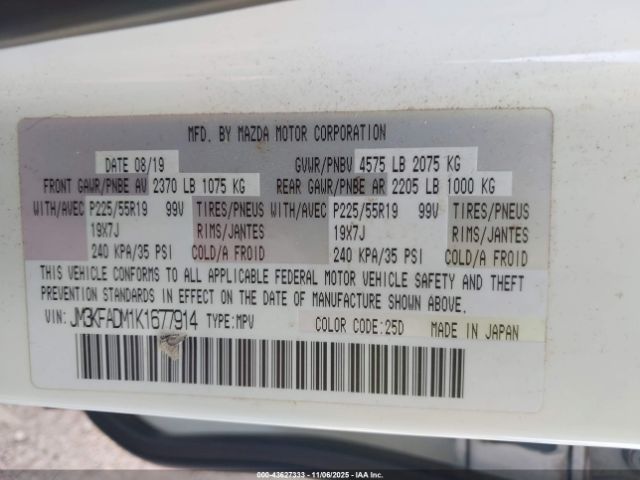 MFD. BY MAZDA MOTOR CORPORATION
DATE 08/19 GVWR/PNBV 4575 LB 2075 KG
FRONT GAWR/PNBE AV 2370 LB 1075 KG REAR GAWR/PNBE AR 2205 LB 1000 KG
WITH/AVEC P225/55R19 99V TIRES/PNEUS WITH/AVEC P225/55R19 99V TIRES/PNEUS
19X7J RIMS/JANTES 19X7J RIMS/JANTES
240 KPA/35 PSI COLD/A FROID 240 KPA/35 PSI COLD/A FROID
THIS VEHICLE CONFORMS TO ALL APPLICABLE FEDERAL MOTOR VEHICLE SAFETY AND THEFT
PREVENTION STANDARDS IN EFFECT ON THE DATE OF MANUFACTURE SHOWN ABOVE.
VIN: JM3KFADM1K1677914 TYPE:MPV COLOR CODE:25D MADE IN JAPAN
00-43627333 - 11/06/2025 - IAA Inc.